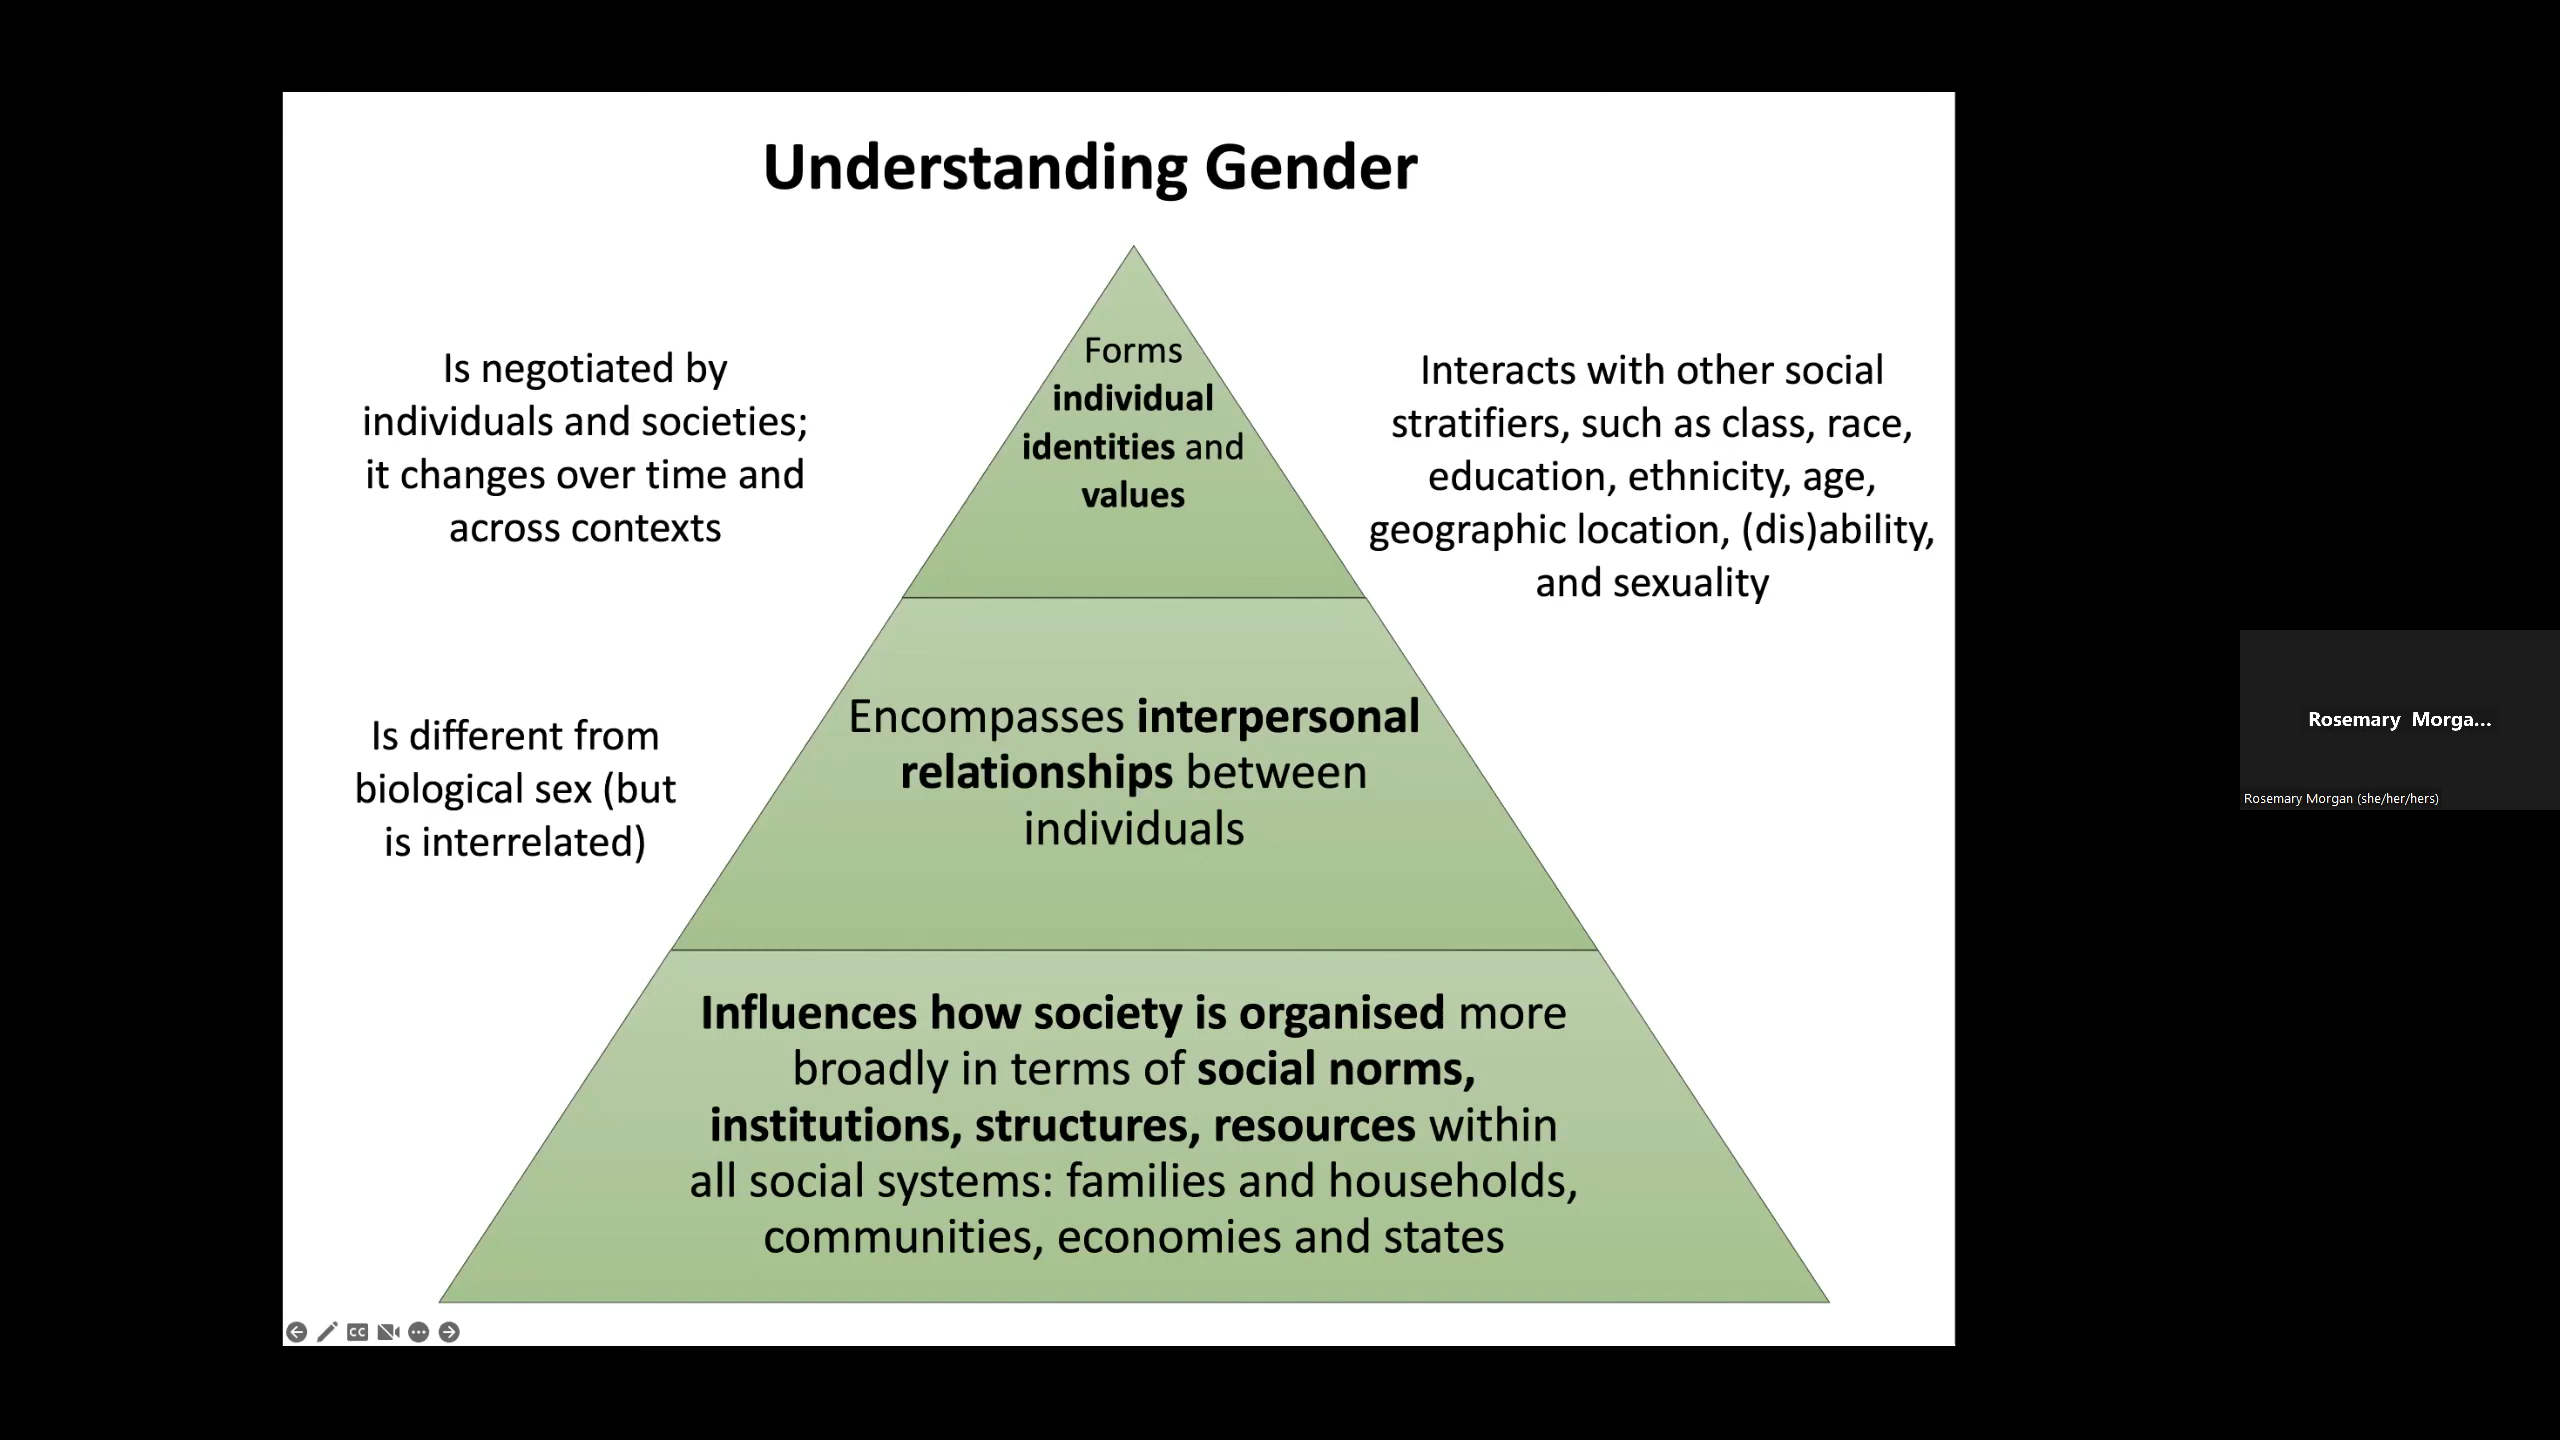 Understanding Gender
Is negotiated by
individuals and societies;
it changes over time and
across contexts
Is different from
biological sex (but
is interrelated)
Forms
individual
identities and
values
Encompasses interpersonal
relationships between
individuals
Influences how society is organised more
broadly in terms of social norms,
institutions, structures, resources within
all social systems: families and households,
communities, economies and states
Interacts with other social
stratifiers, such as class, race,
education, ethnicity, age,
geographic location, (dis)ability,
and sexuality
CC
Rosemary Morga...
Rosemary Morgan (she/her/hers)